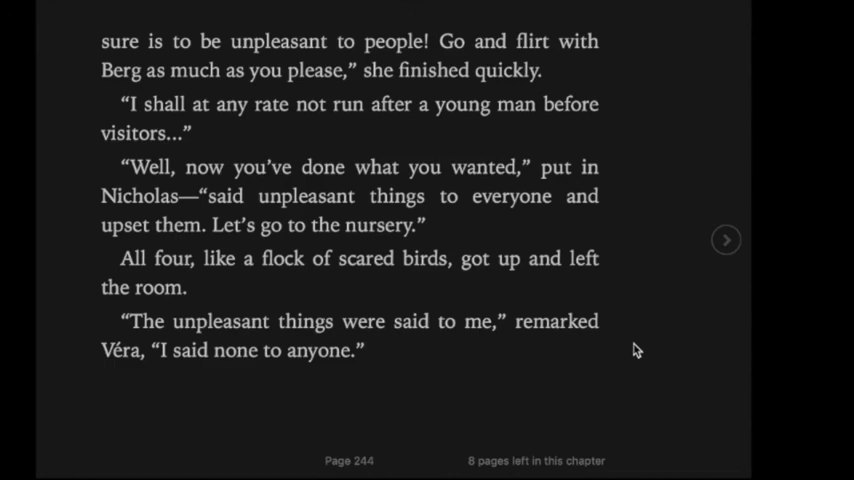 sure is to be unpleasant to people! Go and flirt with
Berg as much as you please,” she finished quickly.
“I shall at any rate not run after a young man before
visitors...”
“Well, now you’ve done what you wanted,” put in
Nicholas—“said unpleasant things to everyone and
upset them. Let’s go to the nursery.”
All four, like a flock of scared birds, got up and left
the room.
“The unpleasant things were said to me,” remarked
Véra, “I said none to anyone.”
Page 244
8 pages left in this chapter